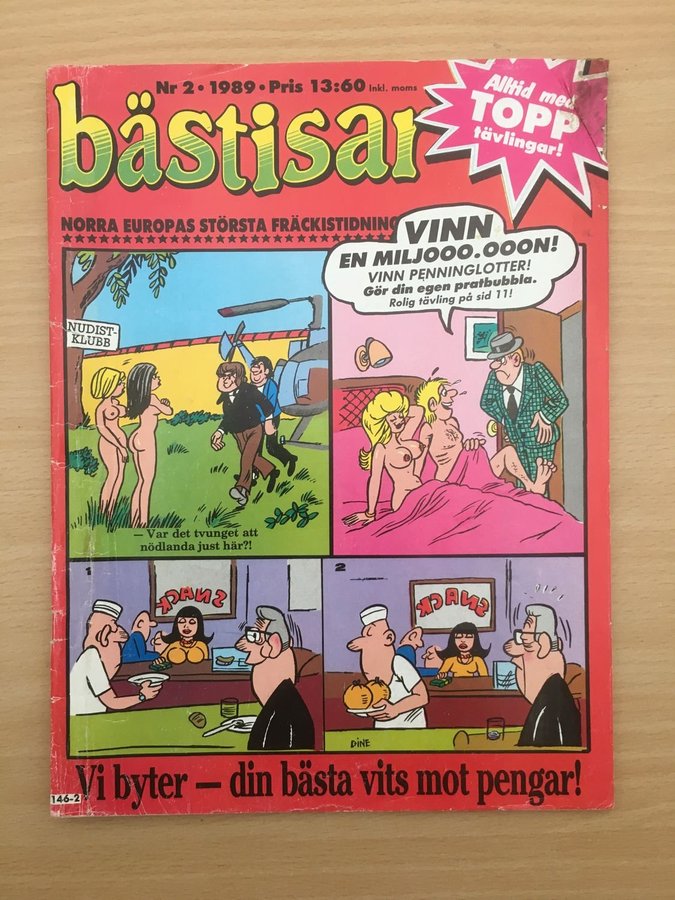 Nr 2 • 1989 • Pris 13:60 Inkl. moms
bästisar
Alltid med
TOPP
tävlingar!
NORRA EUROPAS STÖRSTA FRÄCKISTIDNING
VINN
EN MILJOOO.OOON!
VINN PENNINGLOTTER!
Gör din egen pratbubbla.
Rolig tävling på sid 11!
NUDIST-
KLUBB
— Var det tvunget att
nödlanda just här?!
1
SNACK
2
SNACK
DINE
Vi byter — din bästa vits mot pengar!
146-2